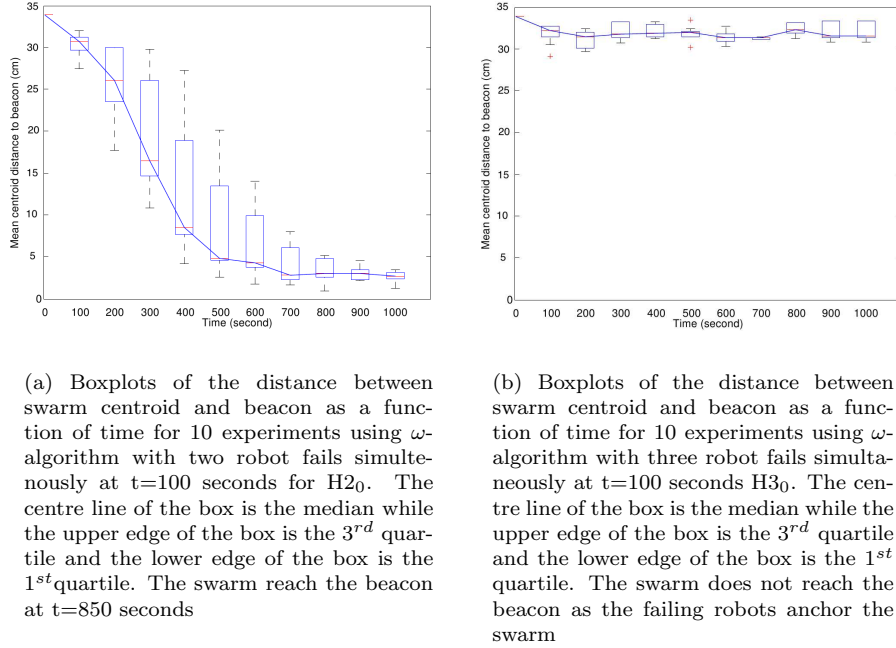 35
30
25
20
15
10
5
0
Mean centroid distance to beacon (cm)
0 100 200 300 400 500 600 700 800 900 1000
Time (second)
35
30
25
20
15
10
5
0
Mean centroid distance to beacon (cm)
0 100 200 300 400 500 600 700 800 900 1000
Time (second)
(a) Boxplots of the distance between
swarm centroid and beacon as a func-
tion of time for 10 experiments using ω-
algorithm with two robot fails simulte-
nously at t=100 seconds for H2₀. The
centre line of the box is the median while
the upper edge of the box is the 3ʳᵈ quar-
tile and the lower edge of the box is the
1ˢᵗquartile. The swarm reach the beacon
at t=850 seconds
(b) Boxplots of the distance between
swarm centroid and beacon as a func-
tion of time for 10 experiments using ω-
algorithm with three robot fails simulta-
neously at t=100 seconds H3₀. The cen-
tre line of the box is the median while the
upper edge of the box is the 3ʳᵈ quartile
and the lower edge of the box is the 1ˢᵗ
quartile. The swarm does not reach the
beacon as the failing robots anchor the
swarm